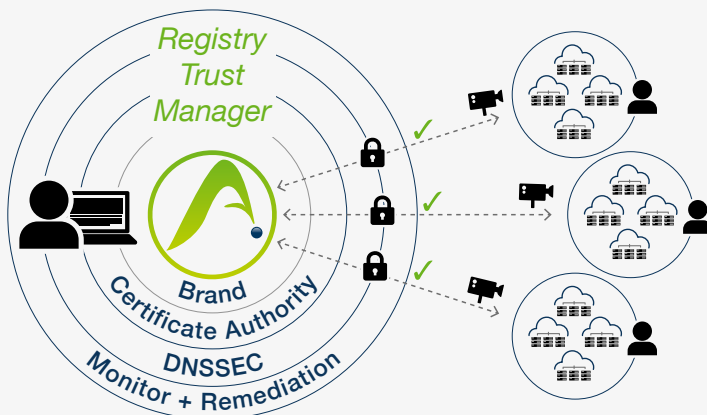 Registry
Trust
Manager
Brand
Certificate Authority
DNSSEC
Monitor + Remediation